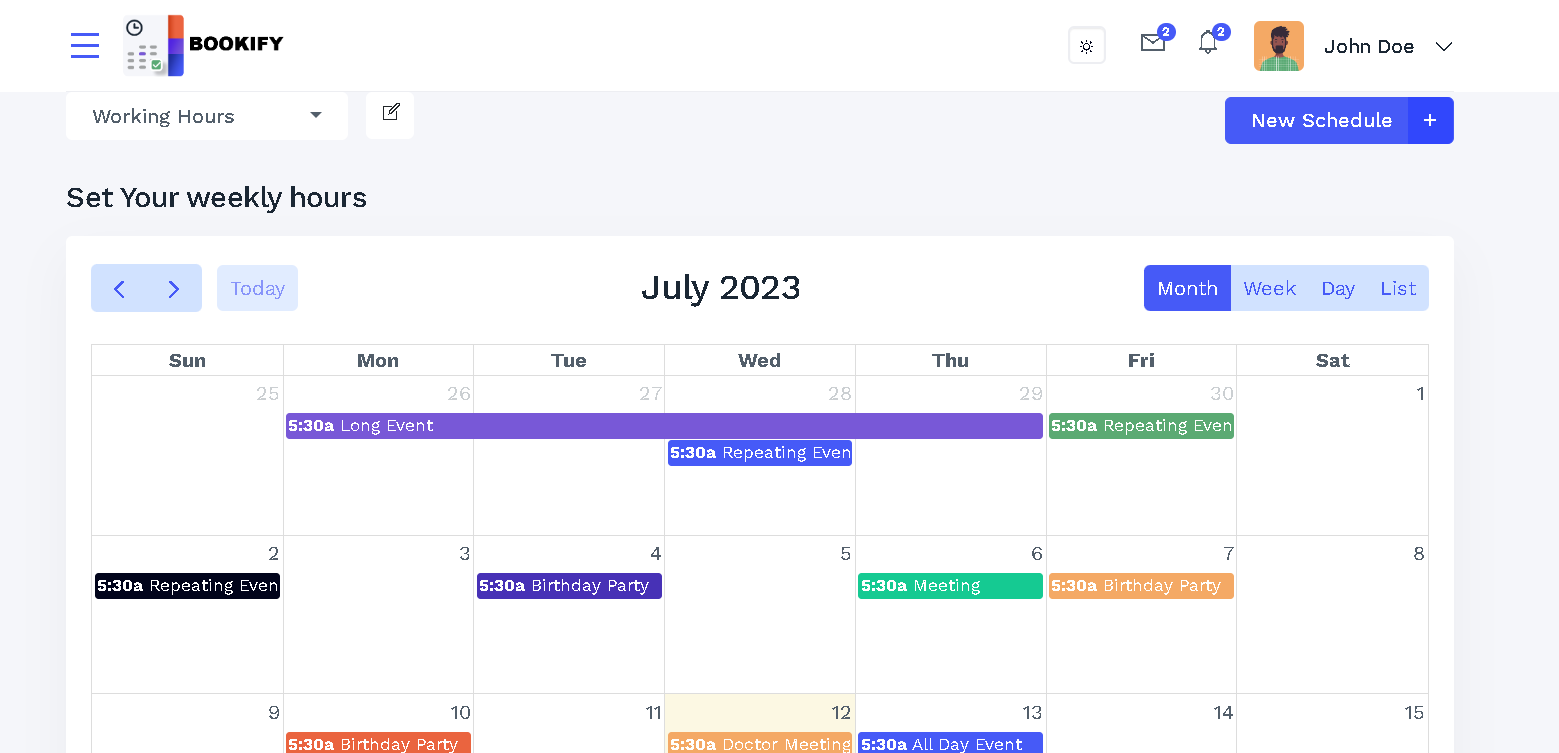 BOOKIFY
2
2
John Doe
Working Hours
New Schedule +
Set Your weekly hours
Today
July 2023
Month Week Day List
Sun Mon Tue Wed Thu Fri Sat
25 26 27 28 29 30 1
5:30a Long Event
5:30a Repeating Even
5:30a Repeating Even
2 3 4 5 6 7 8
5:30a Repeating Even
5:30a Birthday Party
5:30a Meeting
5:30a Birthday Party
9 10 11 12 13 14 15
5:30a Birthday Party
5:30a Doctor Meeting
5:30a All Day Event